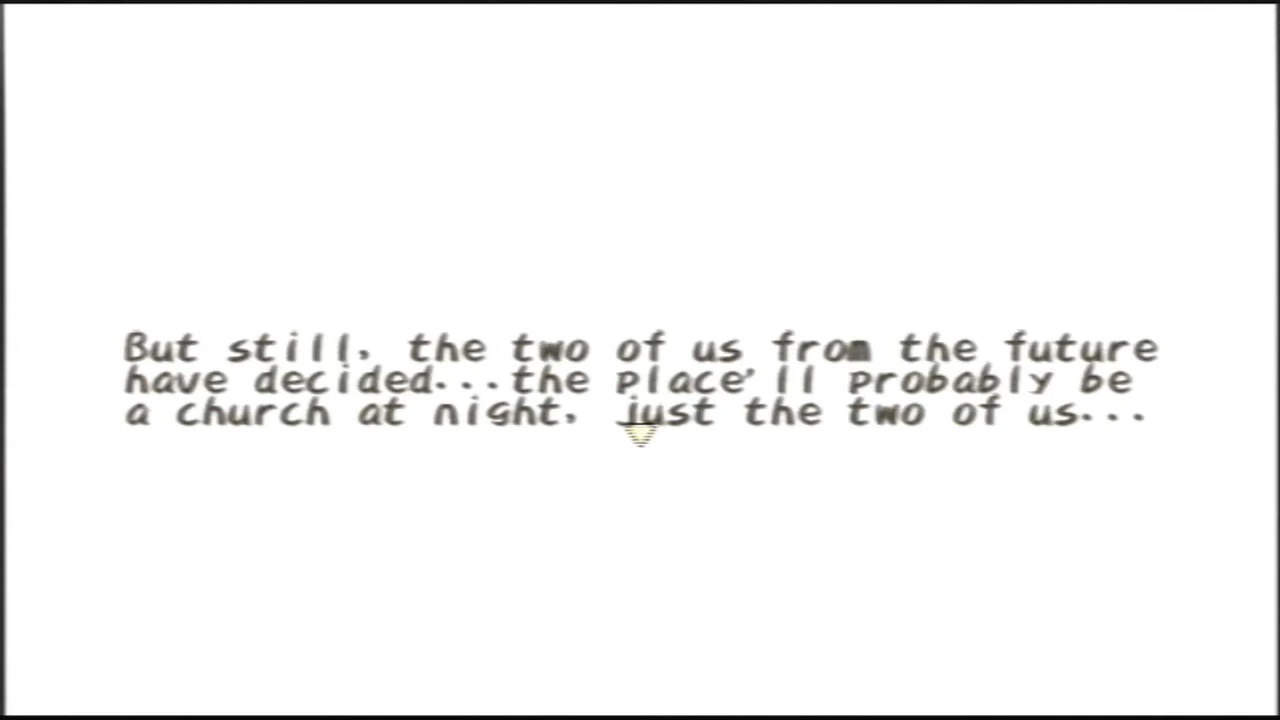 But still, the two of us from the future
have decided...the place'll probably be
a church at night, just the two of us...